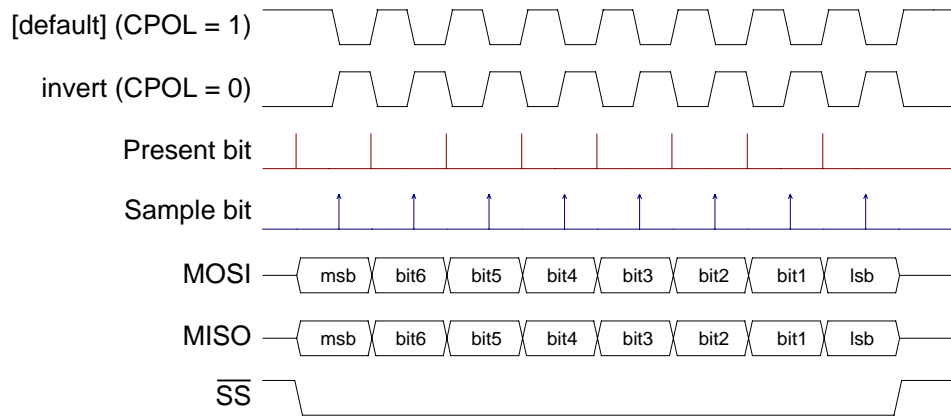 [default] (CPOL = 1)
invert (CPOL = 0)
Present bit
Sample bit
MOSI msb bit6 bit5 bit4 bit3 bit2 bit1 lsb
MISO msb bit6 bit5 bit4 bit3 bit2 bit1 lsb
S̅S̅